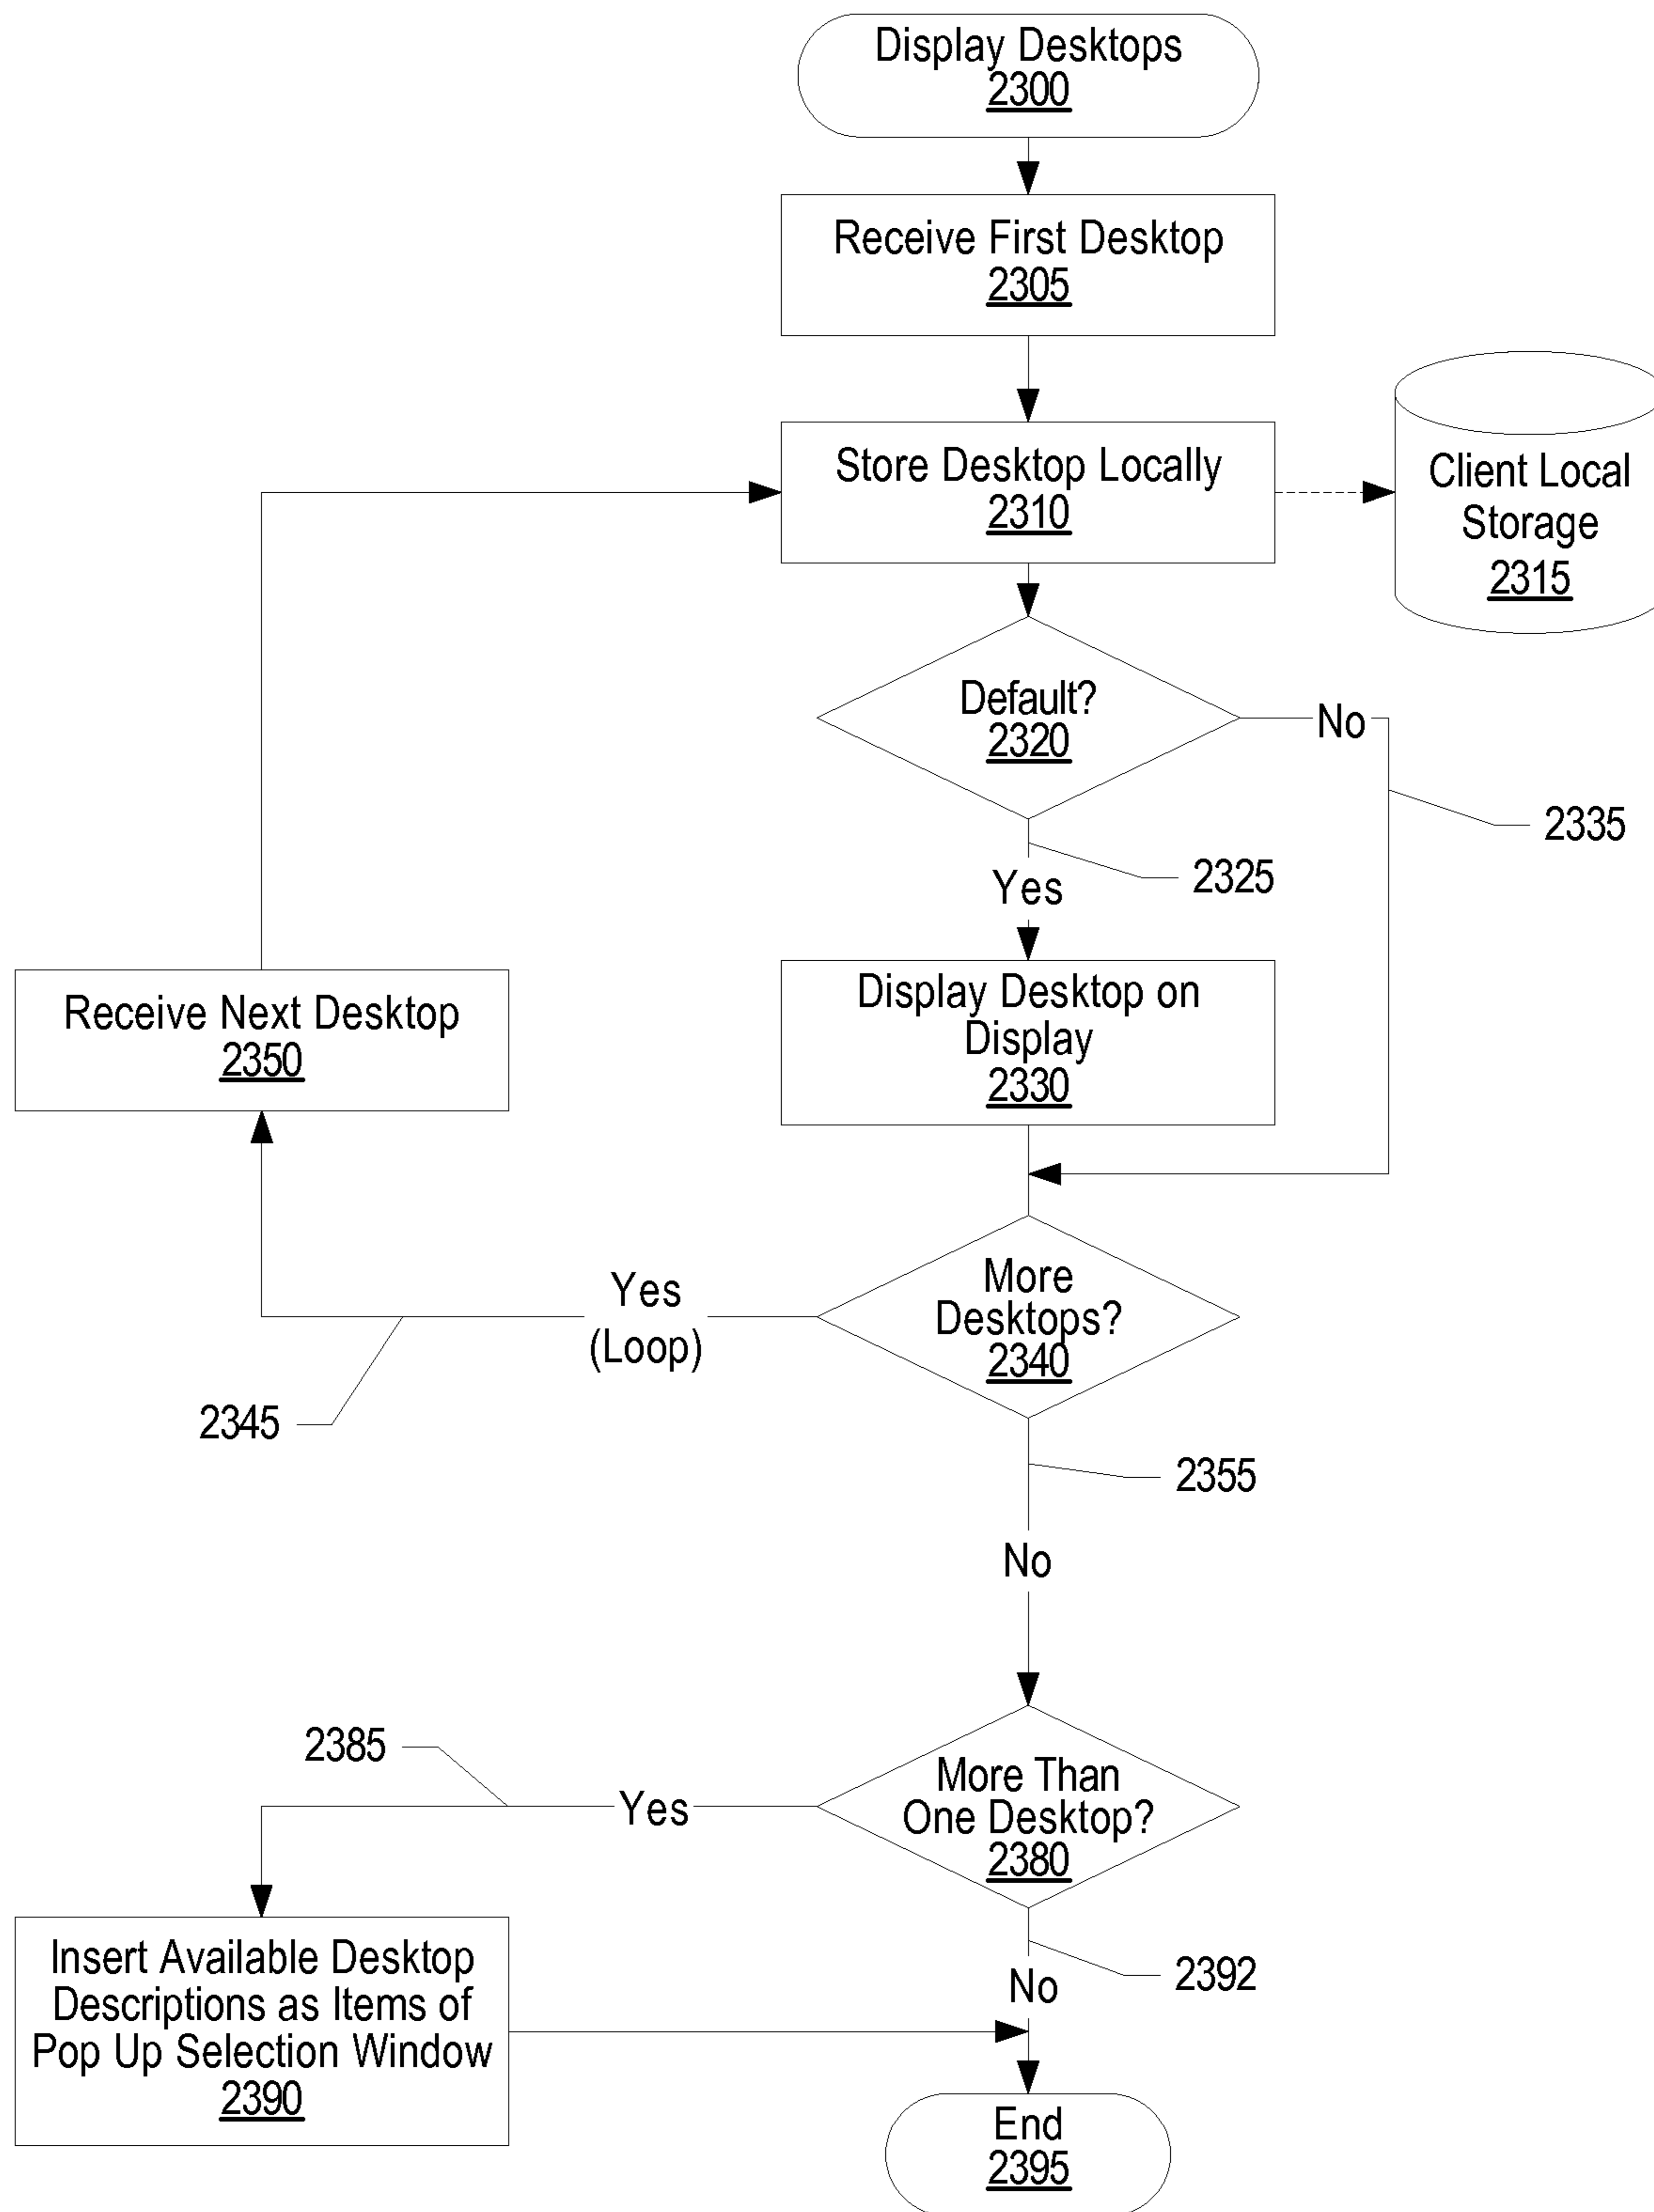 Display Desktops
2300
Receive First Desktop
2305
Store Desktop Locally
2310
Client Local
Storage
2315
Default?
2320
No
2335
2325
Yes
Display Desktop on
Display
2330
Receive Next Desktop
2350
More
Desktops?
2340
Yes
(Loop)
2345
2355
No
More Than
One Desktop?
2380
2385
Yes
Insert Available Desktop
Descriptions as Items of
Pop Up Selection Window
2390
2392
No
End
2395